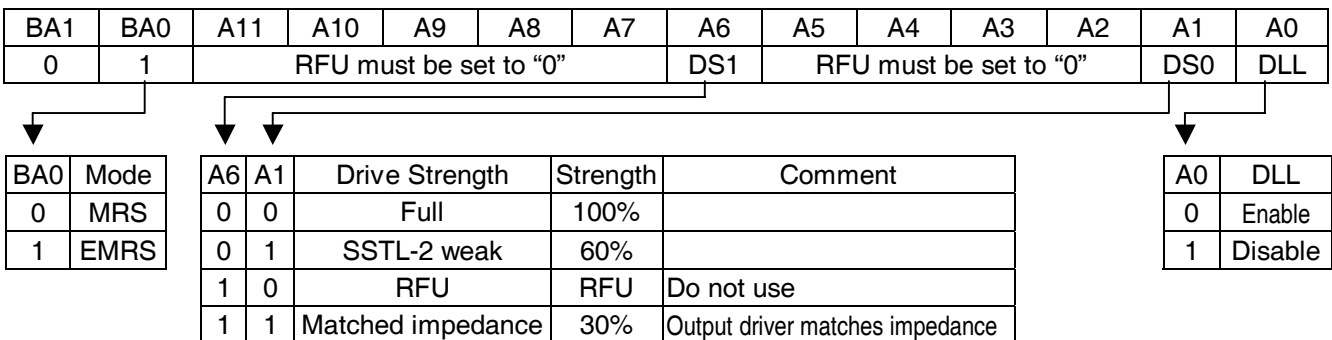 BA1 BA0 A11 A10 A9 A8 A7 A6 A5 A4 A3 A2 A1 A0
0 1 RFU must be set to “0” DS1 RFU must be set to “0” DS0 DLL
BA0 Mode A6 A1 Drive Strength Strength Comment A0 DLL
0 MRS 0 0 Full 100% 0 Enable
1 EMRS 0 1 SSTL-2 weak 60% 1 Disable
1 0 RFU RFU Do not use
1 1 Matched impedance 30% Output driver matches impedance